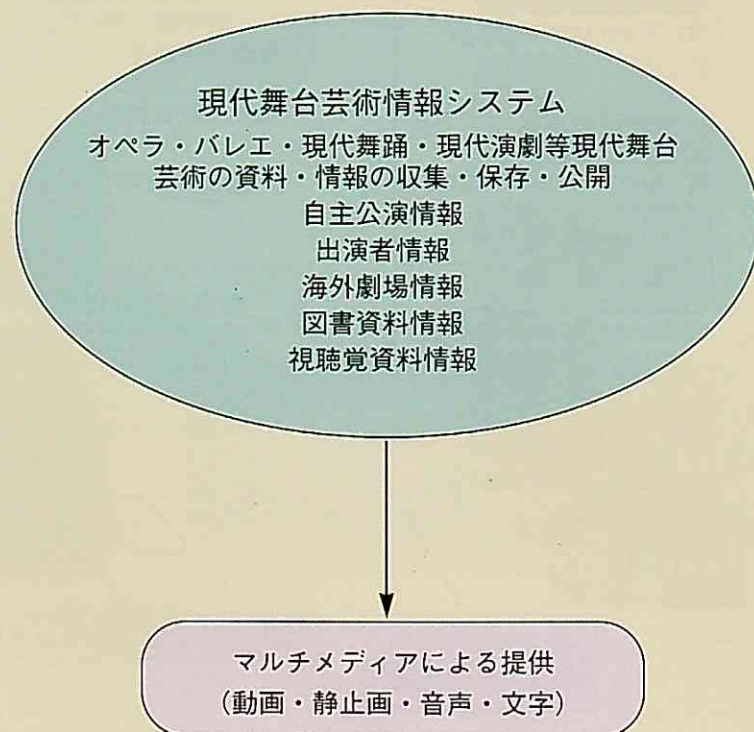 現代舞台芸術情報システム
オペラ・バレエ・現代舞踊・現代演劇等現代舞台
芸術の資料・情報の収集・保存・公開
自主公演情報
出演者情報
海外劇場情報
図書資料情報
視聴覚資料情報
マルチメディアによる提供
(動画・静止画・音声・文字)